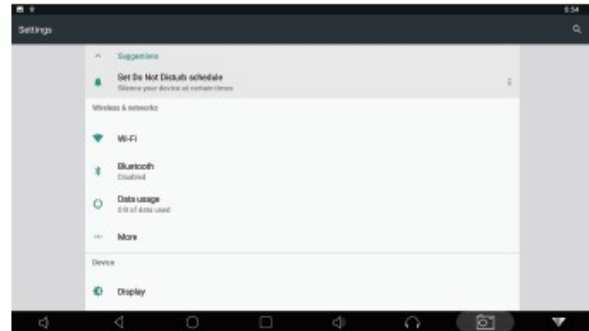 8:54
Settings
Suggestions
Set Do Not Disturb schedule
Silence your device at certain times
Wireless & networks
Wi-Fi
Bluetooth
Disabled
Data usage
0 B of data used
More
Device
Display